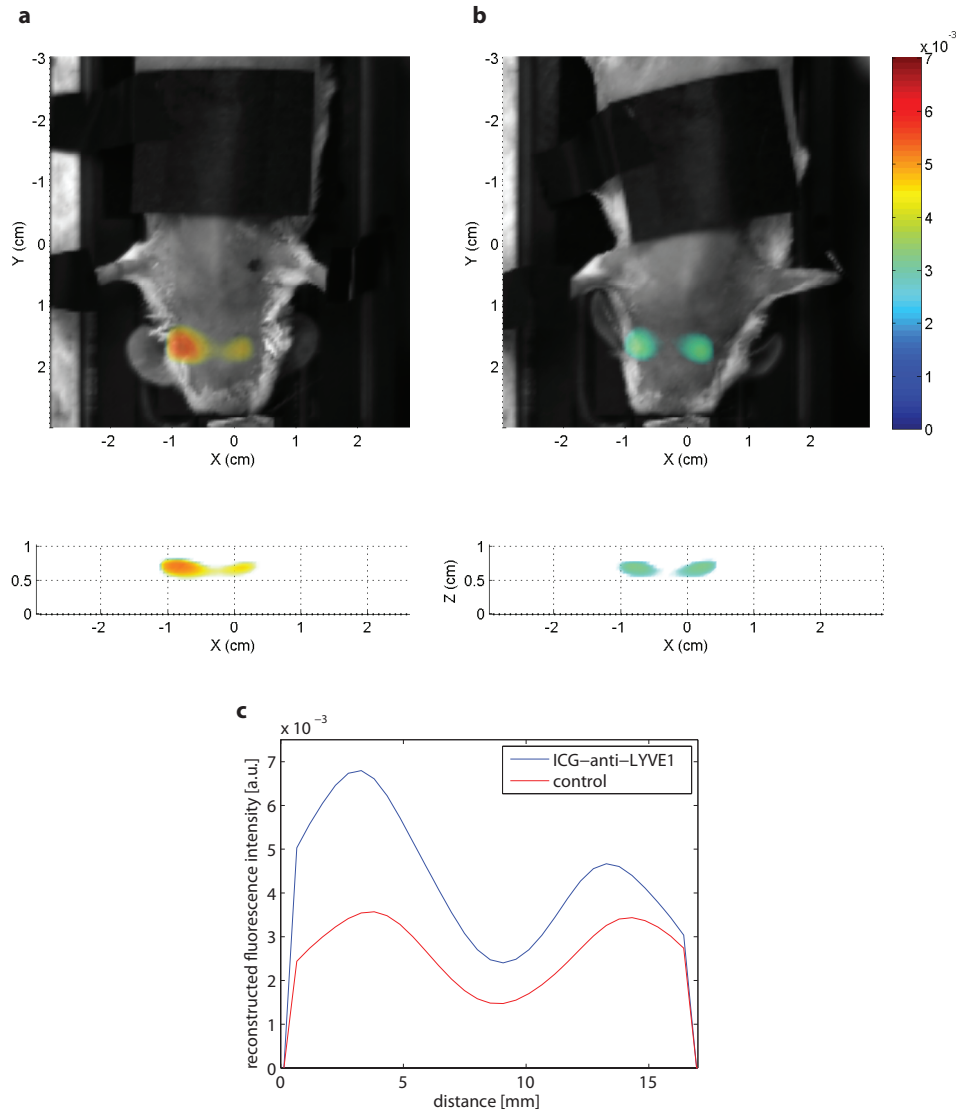 a
b
-3
-2
-1
0
1
2
Y (cm)
-2 -1 0 1 2
X (cm)
-3
-2
-1
0
1
2
-2 -1 0 1 2
X (cm)
x 10⁻³
7
6
5
4
3
2
1
0
1
0.5
0
-2 -1 0 1 2
X (cm)
Z (cm)
1
0.5
0
-2 -1 0 1 2
X (cm)
c
x 10⁻³
reconstructed fluorescence intensity [a.u.]
7
6
5
4
3
2
1
0
0 5 10 15
distance [mm]
ICG−anti−LYVE1
control